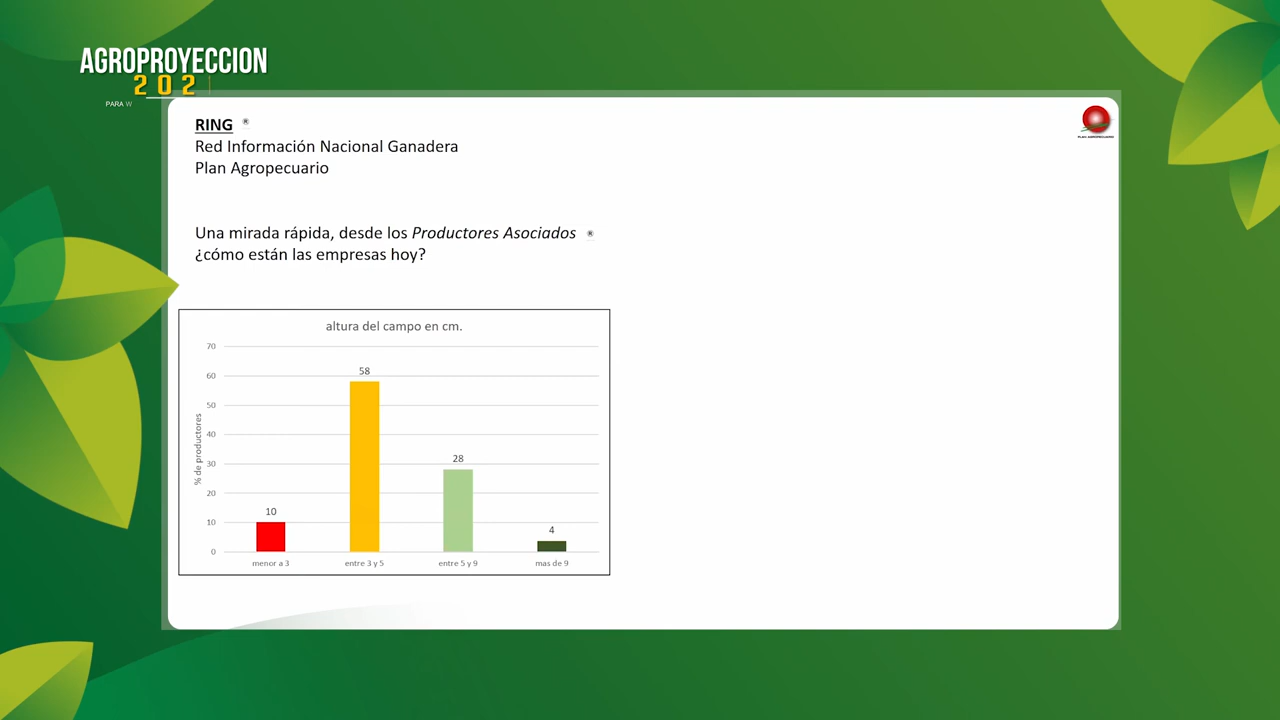 AGROPROYECCION
202
PARA W
RING ®
Red Información Nacional Ganadera
Plan Agropecuario
PLAN AGROPECUARIO
Una mirada rápida, desde los Productores Asociados ®
¿cómo están las empresas hoy?
altura del campo en cm.
% de productores
70
60
50
40
30
20
10
0
10
58
28
4
menor a 3
entre 3 y 5
entre 5 y 9
mas de 9